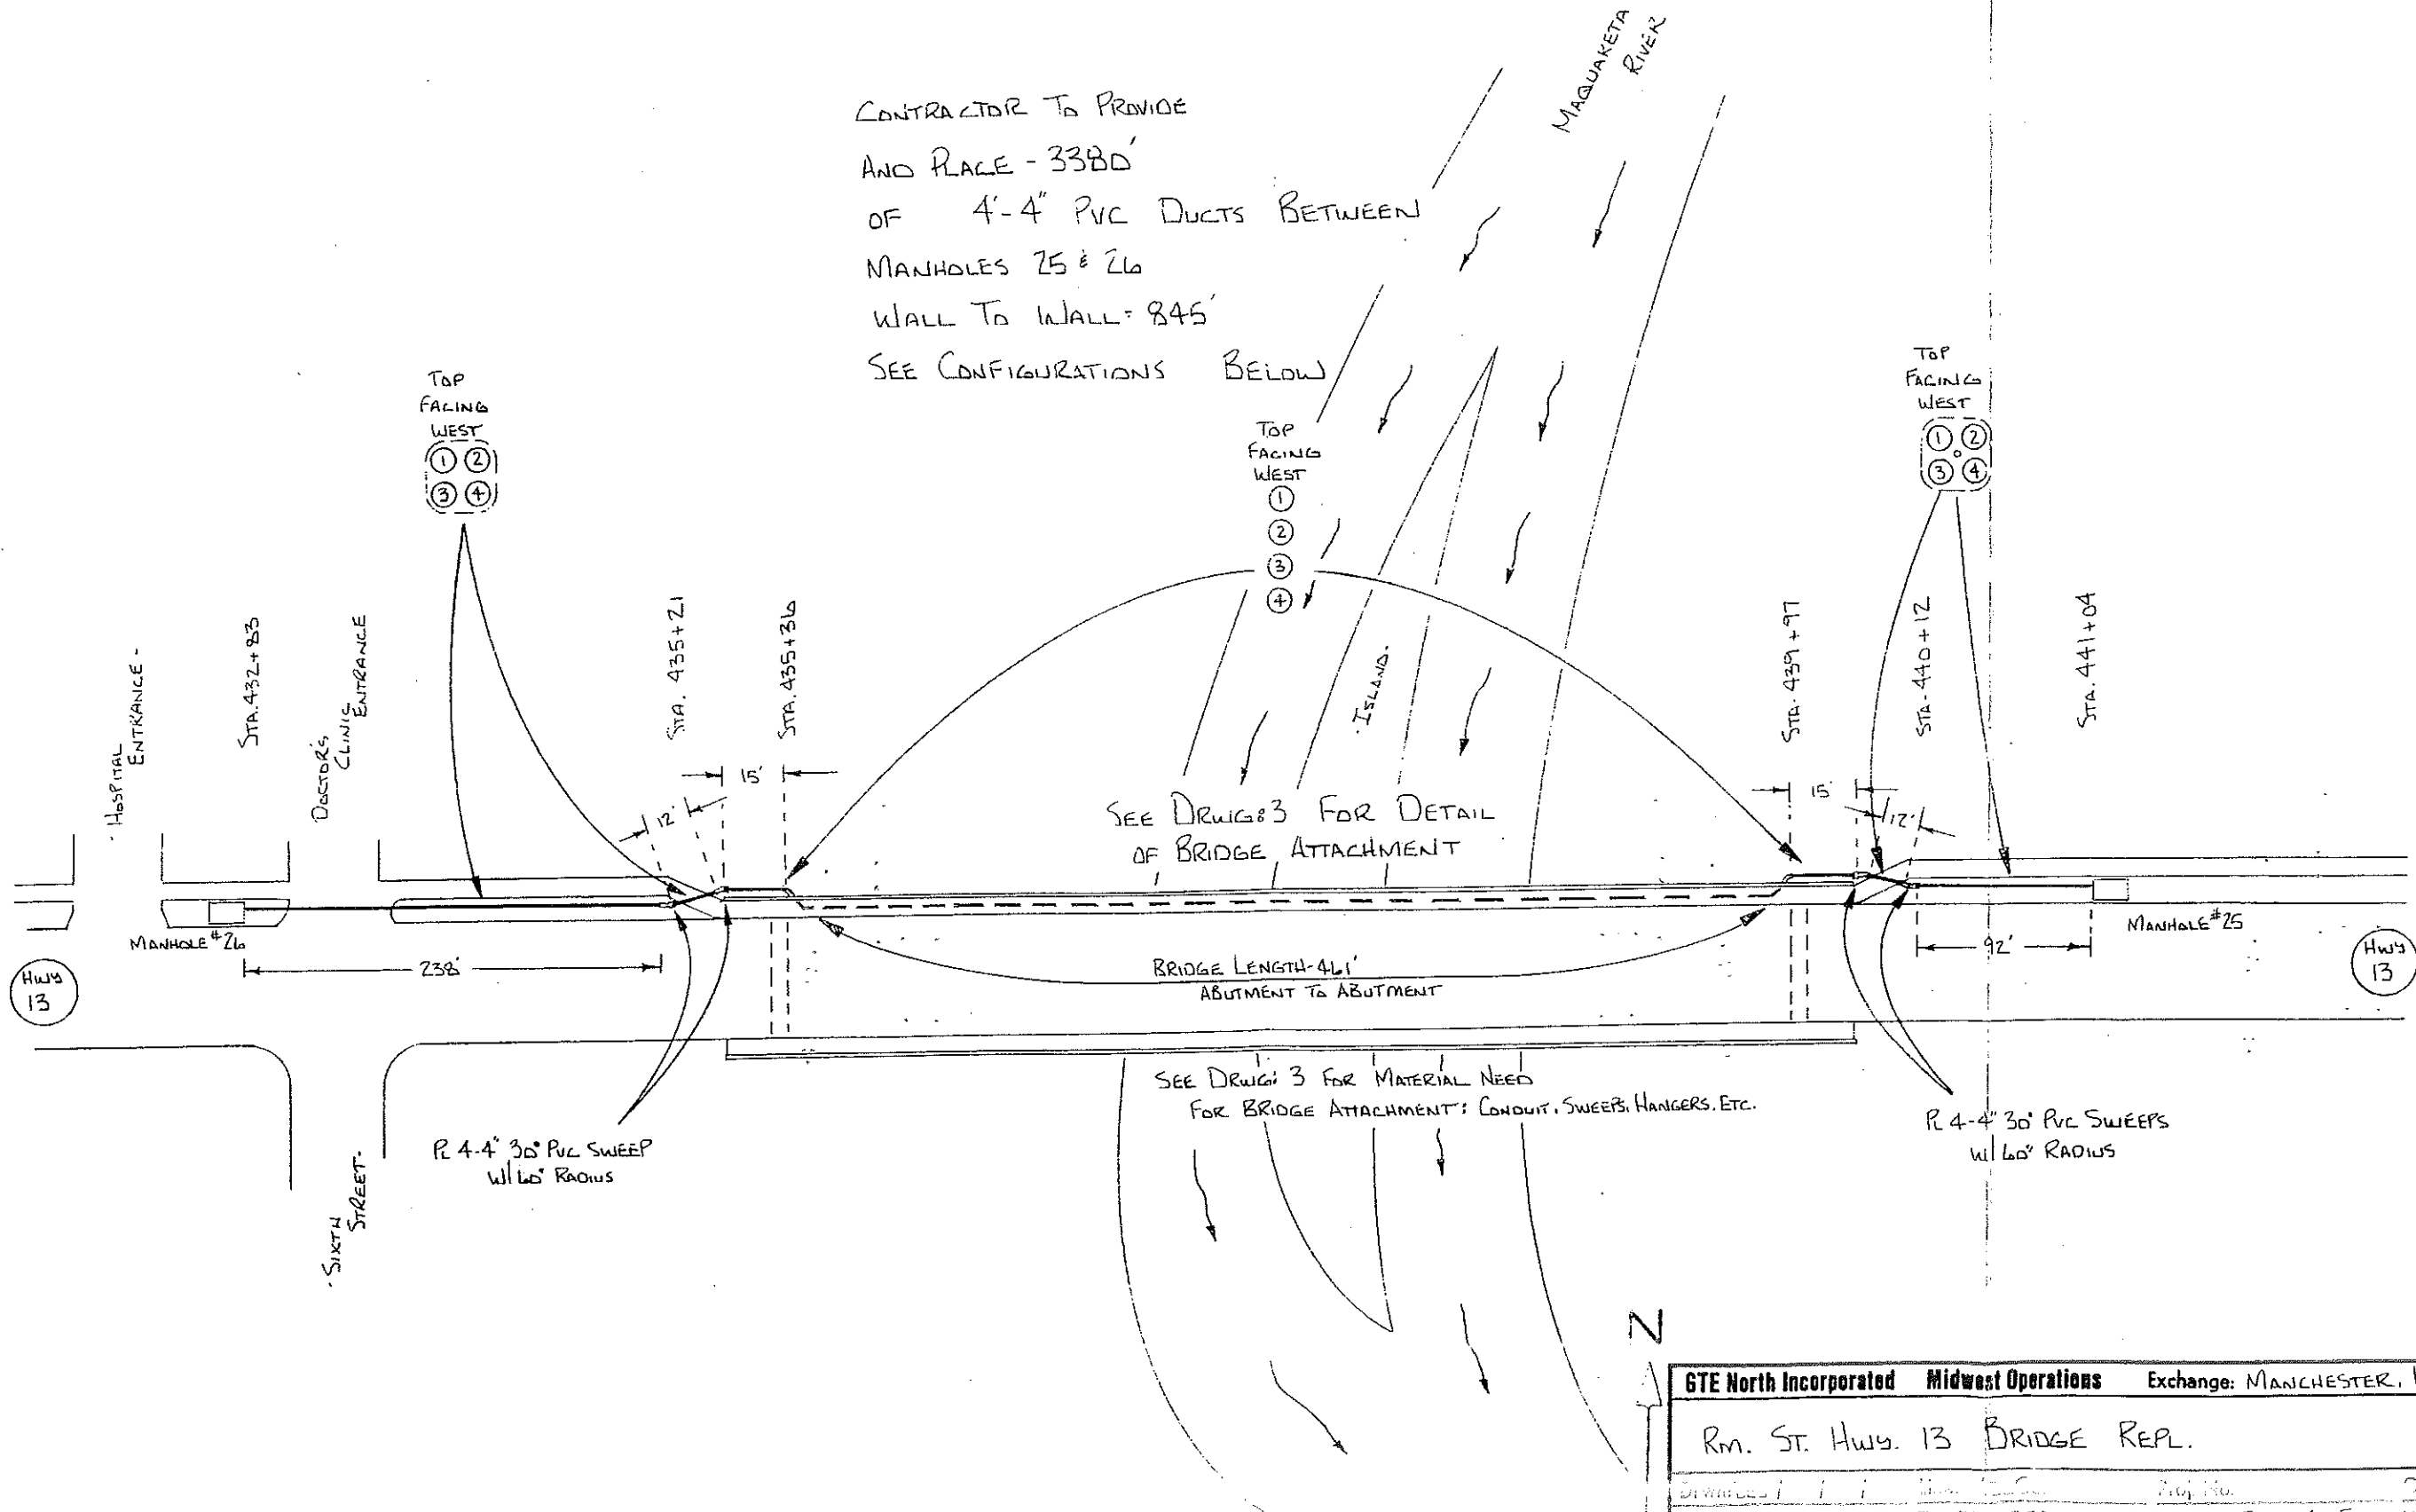 MAQUAKETA
RIVER
CONTRACTOR TO PROVIDE
AND PLACE - 3380'
OF 4'-4" PVC DUCTS BETWEEN
MANHOLES 25 & 26
WALL TO WALL = 845'
SEE CONFIGURATIONS BELOW
TOP
FACING
WEST
1 2
3 4
TOP
FACING
WEST
1
2
3
4
TOP
FACING
WEST
1 2
3 4
- HOSPITAL
ENTRANCE -
STA. 432+83
DOCTOR'S
CLINIC
ENTRANCE
STA. 435+21
STA. 435+36
ISLAND.
STA. 439+97
STA. 440+12
STA. 441+04
12'
15'
SEE DRWG: 3 FOR DETAIL
OF BRIDGE ATTACHMENT
15'
12'
MANHOLE #26
MANHOLE #25
HWY
13
238'
BRIDGE LENGTH-461'
ABUTMENT TO ABUTMENT
92'
HWY
13
SEE DRWG: 3 FOR MATERIAL NEED
FOR BRIDGE ATTACHMENT: CONDUIT, SWEEPS, HANGERS, ETC.
PL 4-4" 30° PVC SWEEP
W/ 60" RADIUS
PL 4-4" 30° PVC SWEEPS
W/ 60" RADIUS
- SIXTH
STREET -
N
GTE North Incorporated Midwest Operations Exchange: MANCHESTER,
RM. ST. HWY. 13 BRIDGE REPL.